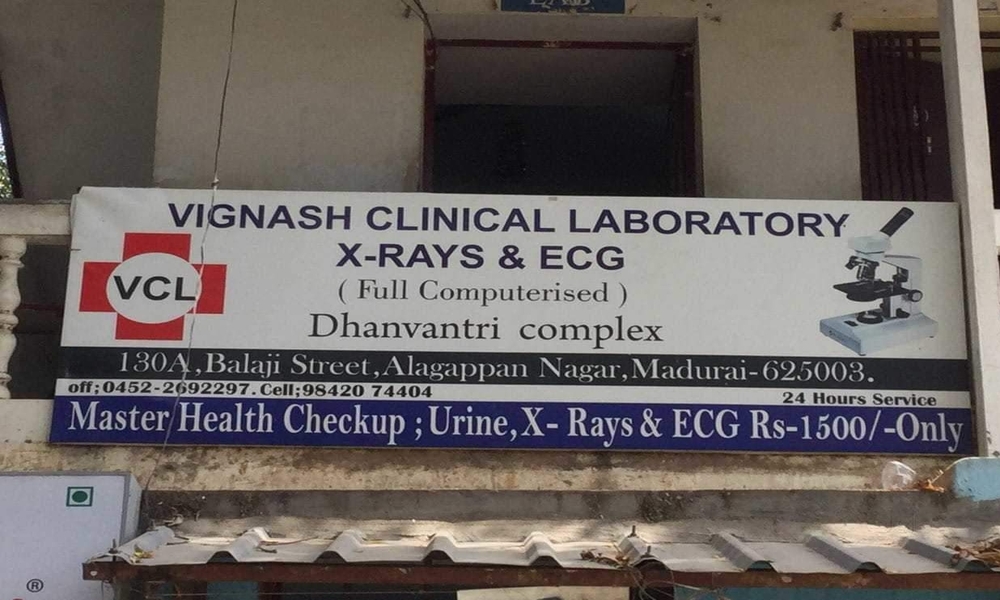 LAB
VIGNASH CLINICAL LABORATORY
X-RAYS & ECG
VCL
( Full Computerised )
Dhanvantri complex
130A,Balaji Street,Alagappan Nagar,Madurai-625003.
off;0452-2692297. Cell;98420 74404
24 Hours Service
Master Health Checkup ; Urine, X- Rays & ECG Rs-1500/-Only
®